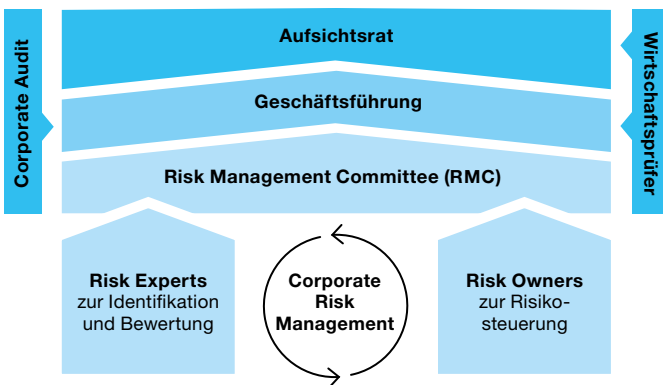 Corporate Audit
Aufsichtsrat
Wirtschaftsprüfer
Geschäftsführung
Risk Management Committee (RMC)
Risk Experts
zur Identifikation
und Bewertung
Corporate
Risk
Management
Risk Owners
zur Risiko-
steuerung